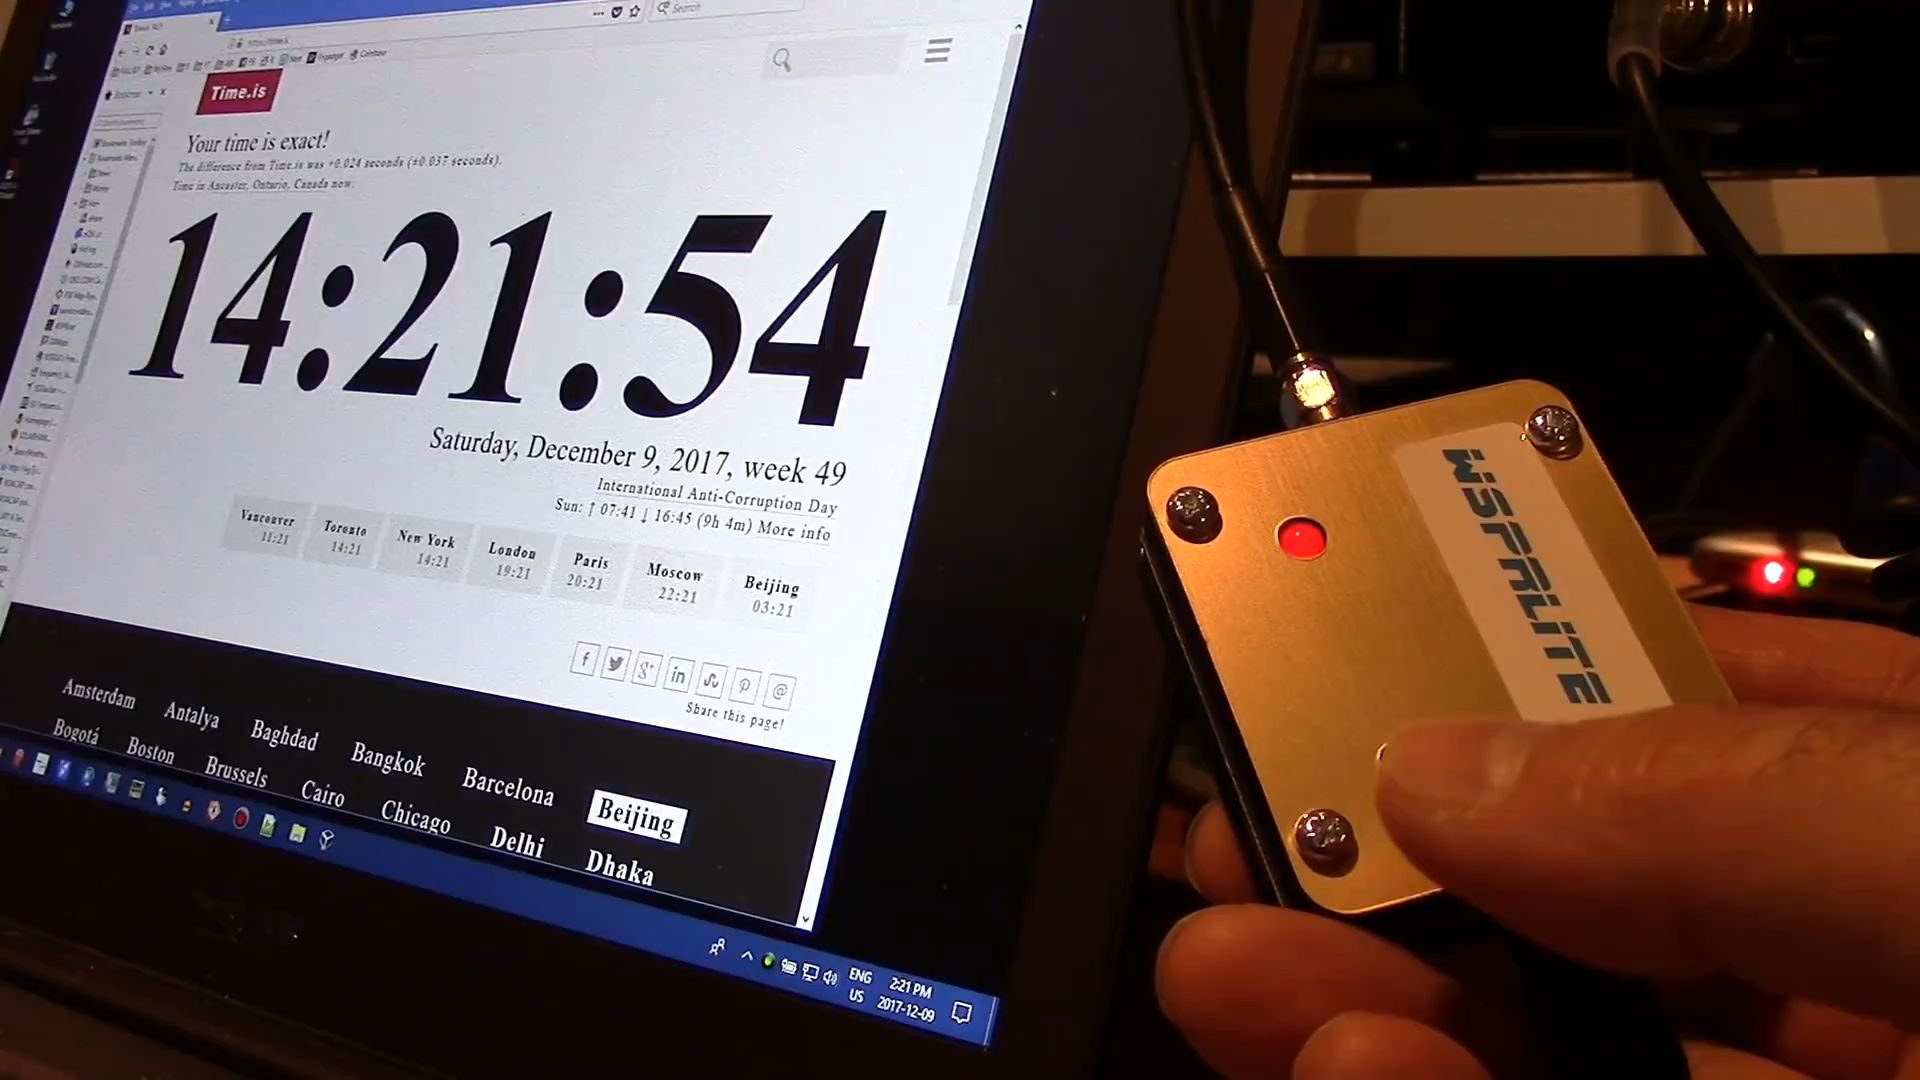 Search
Time.is
Your time is exact!
The difference from Time.is was +0.024 seconds (±0.037 seconds).
Time in Ancaster, Ontario, Canada now:
14:21:54
Saturday, December 9, 2017, week 49
International Anti-Corruption Day
Sun: ↑ 07:41 ↓ 16:45 (9h 4m) More info
Vancouver Toronto New York London Paris Moscow Beijing
11:21 14:21 14:21 19:21 20:21 22:21 03:21
Share this page!
Amsterdam Antalya Baghdad Bangkok Barcelona Beijing
Bogotá Boston Brussels Cairo Chicago Delhi Dhaka
ENG 2:21 PM
US 2017-12-09
WSPRLITE